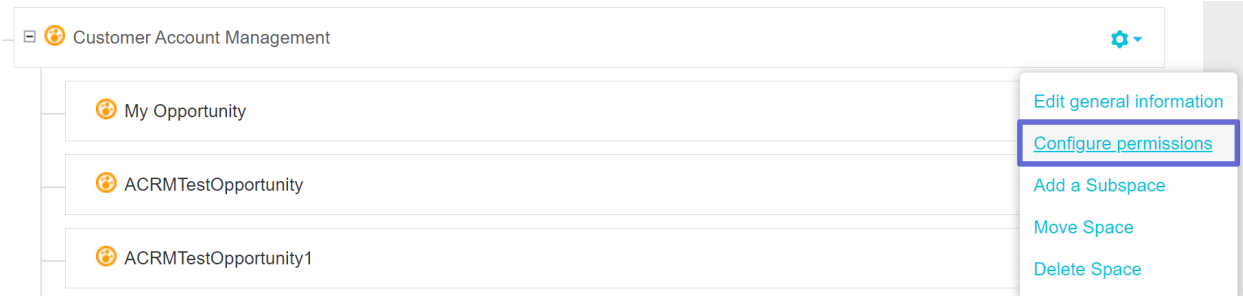 Customer Account Management
My Opportunity
ACRMTestOpportunity
ACRMTestOpportunity1
Edit general information
Configure permissions
Add a Subspace
Move Space
Delete Space